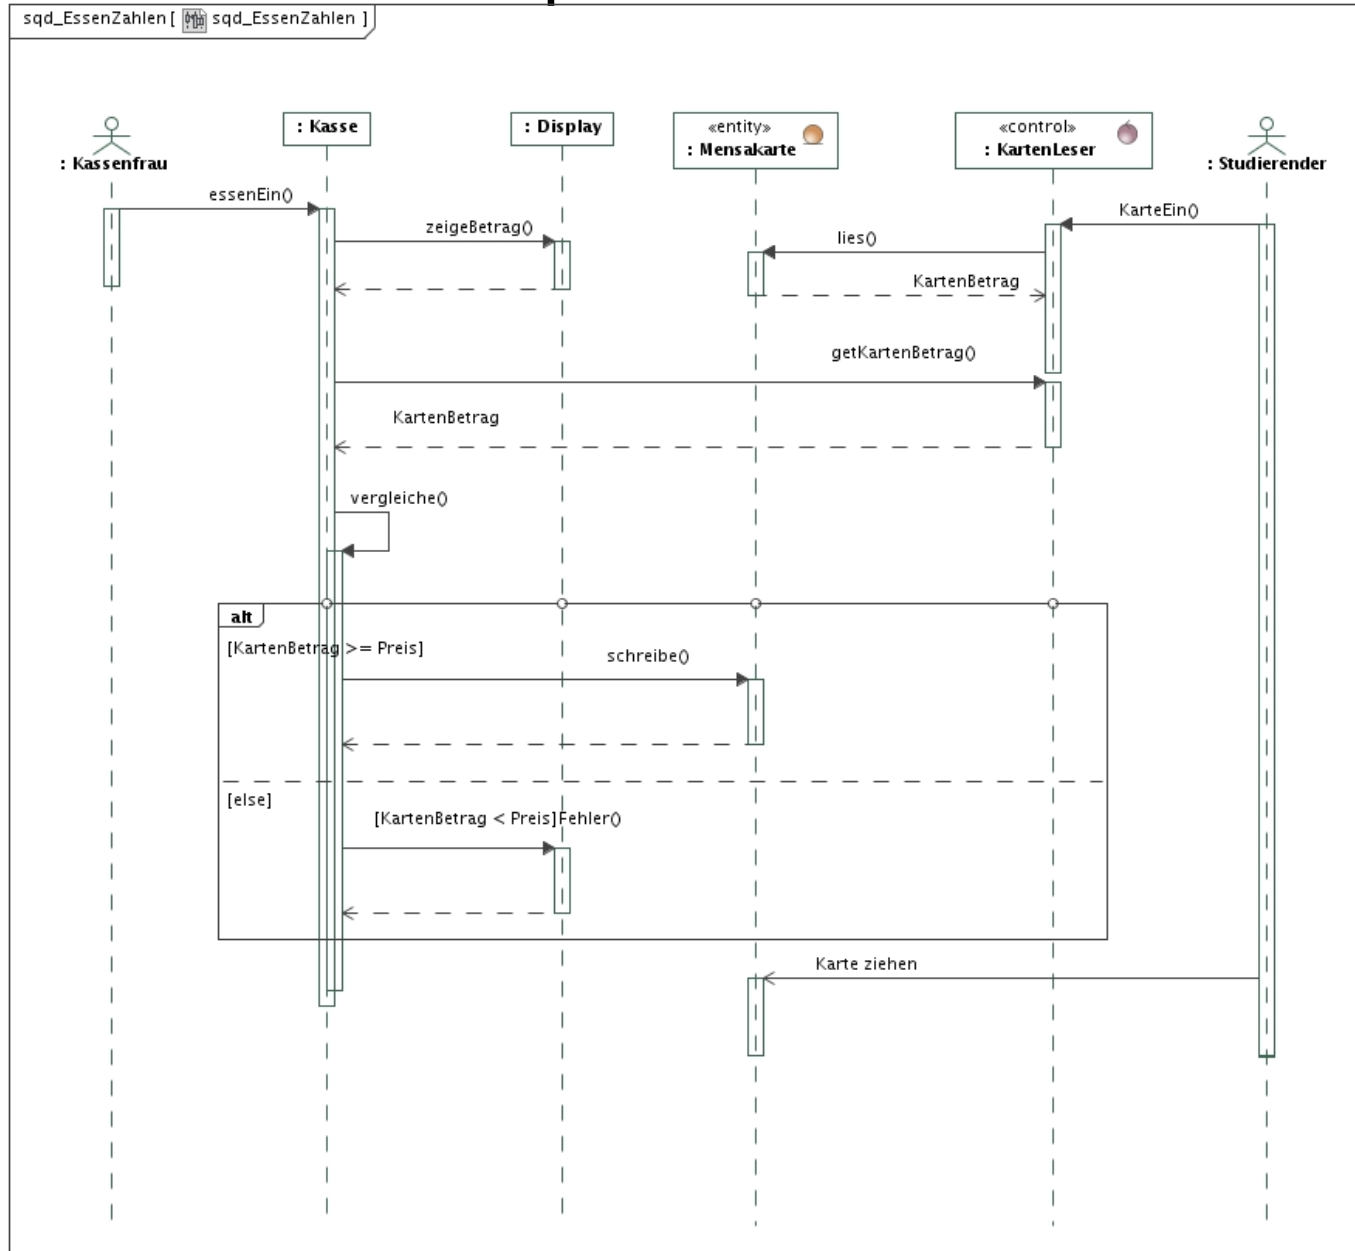 sqd_EssenZahlen [ sqd_EssenZahlen ]
: Kassenfrau
: Kasse
: Display
«entity»
: Mensakarte
«control»
: KartenLeser
: Studierender
essenEin()
KarteEin()
zeigeBetrag()
lies()
KartenBetrag
getKartenBetrag()
KartenBetrag
vergleiche()
alt
[KartenBetrag >= Preis]
schreibe()
[else]
[KartenBetrag < Preis]Fehler()
Karte ziehen